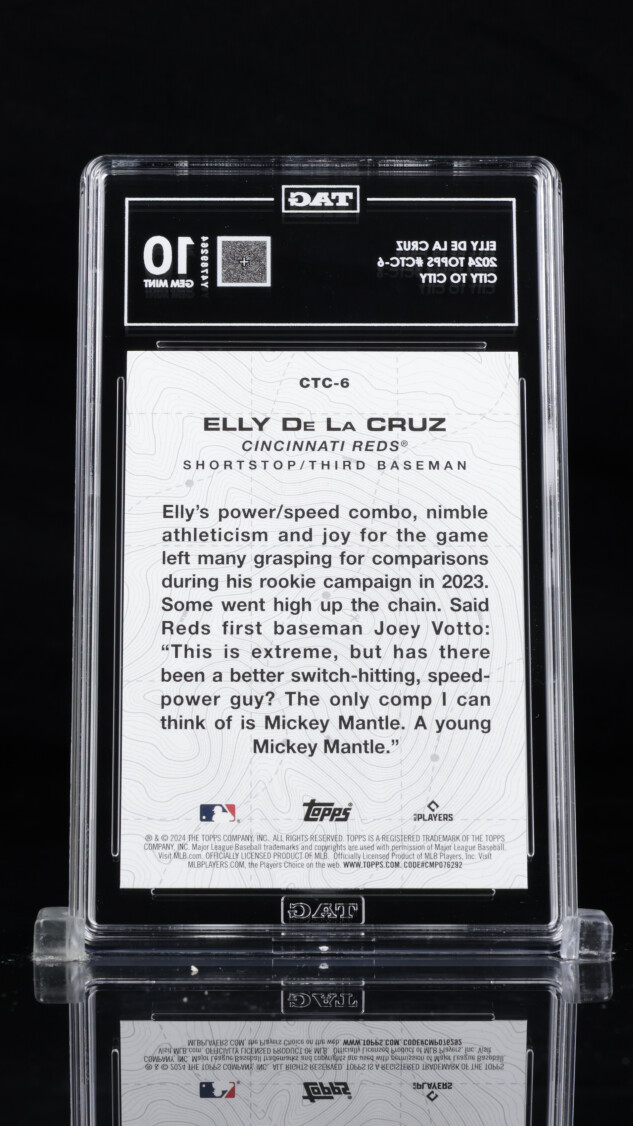 TAG
ELLY DE LA CRUZ
2024 TOPPS #CTC-6
CITY TO CITY
10
GEM MINT
Y4789264
CTC-6
ELLY DE LA CRUZ
CINCINNATI REDS®
SHORTSTOP/THIRD BASEMAN
Elly's power/speed combo, nimble
athleticism and joy for the game
left many grasping for comparisons
during his rookie campaign in 2023.
Some went high up the chain. Said
Reds first baseman Joey Votto:
“This is extreme, but has there
been a better switch-hitting, speed-
power guy? The only comp I can
think of is Mickey Mantle. A young
Mickey Mantle.”
Topps
PLAYERS
® & © 2024 THE TOPPS COMPANY, INC. ALL RIGHTS RESERVED. TOPPS IS A REGISTERED TRADEMARK OF THE TOPPS
COMPANY, INC. Major League Baseball trademarks and copyrights are used with permission of Major League Baseball.
Visit MLB.com. OFFICIALLY LICENSED PRODUCT OF MLB. Officially Licensed Product of MLB Players, Inc. Visit
MLBPLAYERS.COM, the Players Choice on the web. WWW.TOPPS.COM. CODE#CMP076292
TAG